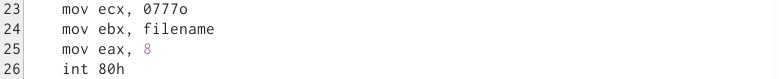 23 mov ecx, 0777o
24 mov ebx, filename
25 mov eax, 8
26 int 80h